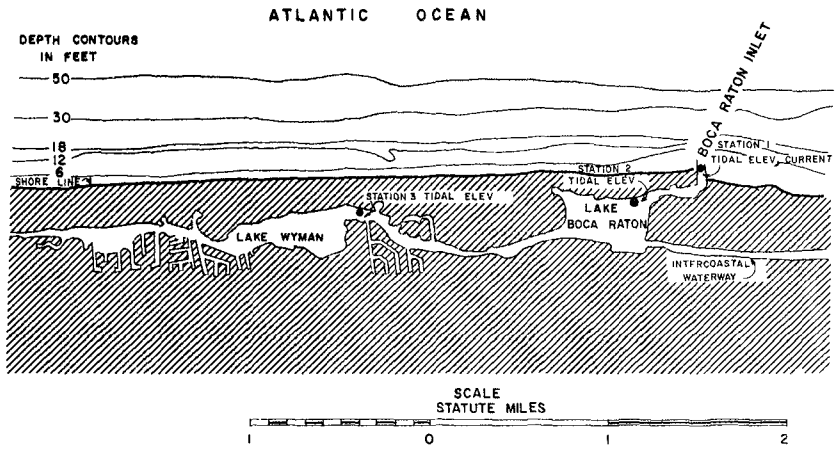 ATLANTIC OCEAN
DEPTH CONTOURS
IN FEET
50
30
18
12
6
SHORE LINE
BOCA RATON INLET
STATION 1
TIDAL ELEV, CURRENT
STATION 2
TIDAL ELEV
STATION 3 TIDAL ELEV
LAKE
BOCA RATON
LAKE WYMAN
INTERCOASTAL
WATERWAY
SCALE
STATUTE MILES
1 0 1 2